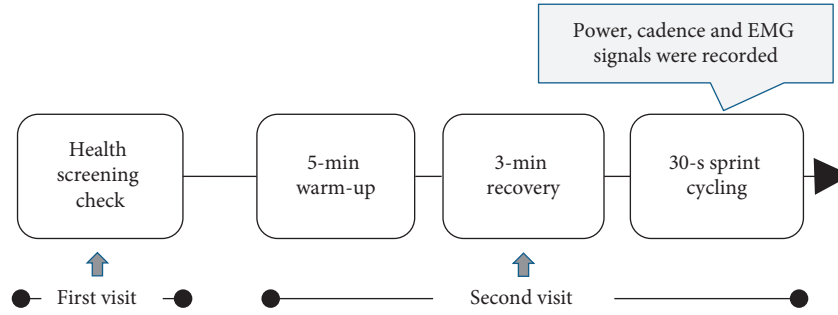 Power, cadence and EMG
signals were recorded
Health
screening
check
5-min
warm-up
3-min
recovery
30-s sprint
cycling
First visit
Second visit